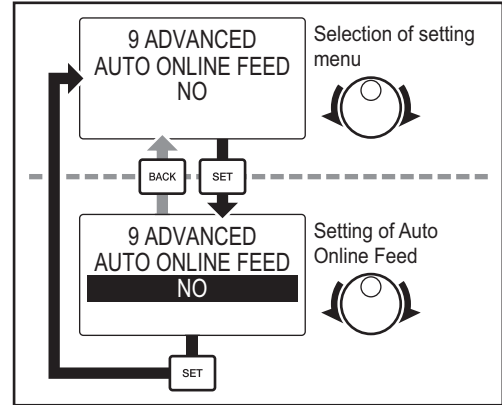 9 ADVANCED
AUTO ONLINE FEED
NO
Selection of setting
menu
BACK
SET
9 ADVANCED
AUTO ONLINE FEED
NO
Setting of Auto
Online Feed
SET